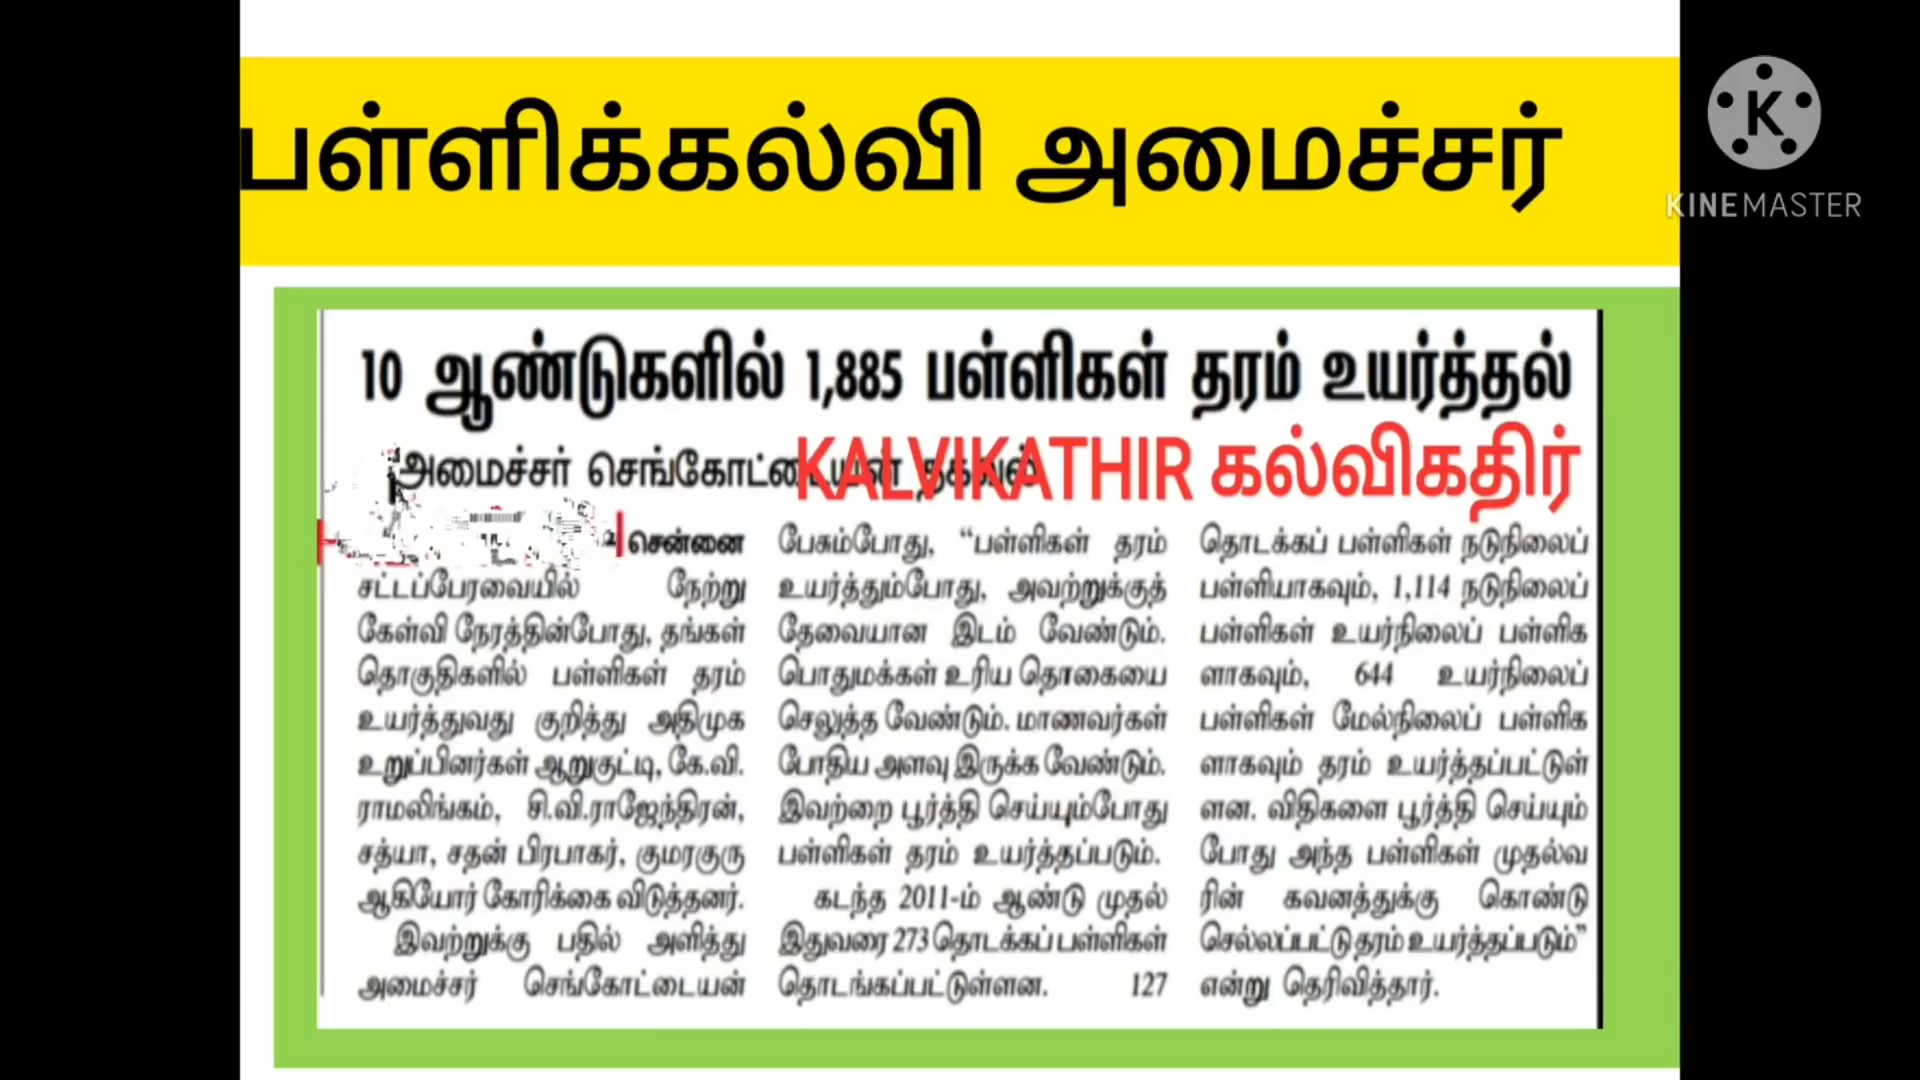 பள்ளிக்கல்வி அமைச்சர்
K
KINEMASTER
10 ஆண்டுகளில் 1,885 பள்ளிகள் தரம் உயர்த்தல்
அமைச்சர் செங்கோட்டையன் தகவல்
KALVIKATHIR கல்விகதிர்
சென்னை
சட்டப்பேரவையில் நேற்று
கேள்வி நேரத்தின்போது, தங்கள்
தொகுதிகளில் பள்ளிகள் தரம்
உயர்த்துவது குறித்து அதிமுக
உறுப்பினர்கள் ஆறுகுட்டி, கே.வி.
ராமலிங்கம், சி.வி.ராஜேந்திரன்,
சத்யா, சதன் பிரபாகர், குமரகுரு
ஆகியோர் கோரிக்கை விடுத்தனர்.
இவற்றுக்கு பதில் அளித்து
அமைச்சர் செங்கோட்டையன்
பேசும்போது, “பள்ளிகள் தரம்
உயர்த்தும்போது, அவற்றுக்குத்
தேவையான இடம் வேண்டும்.
பொதுமக்கள் உரிய தொகையை
செலுத்த வேண்டும். மாணவர்கள்
போதிய அளவு இருக்க வேண்டும்.
இவற்றை பூர்த்தி செய்யும்போது
பள்ளிகள் தரம் உயர்த்தப்படும்.
கடந்த 2011-ம் ஆண்டு முதல்
இதுவரை 273 தொடக்கப் பள்ளிகள்
தொடங்கப்பட்டுள்ளன. 127
தொடக்கப் பள்ளிகள் நடுநிலைப்
பள்ளியாகவும், 1,114 நடுநிலைப்
பள்ளிகள் உயர்நிலைப் பள்ளிக
ளாகவும், 644 உயர்நிலைப்
பள்ளிகள் மேல்நிலைப் பள்ளிக
ளாகவும் தரம் உயர்த்தப்பட்டுள்
ளன. விதிகளை பூர்த்தி செய்யும்
போது அந்த பள்ளிகள் முதல்வ
ரின் கவனத்துக்கு கொண்டு
செல்லப்பட்டு தரம் உயர்த்தப்படும்”
என்று தெரிவித்தார்.